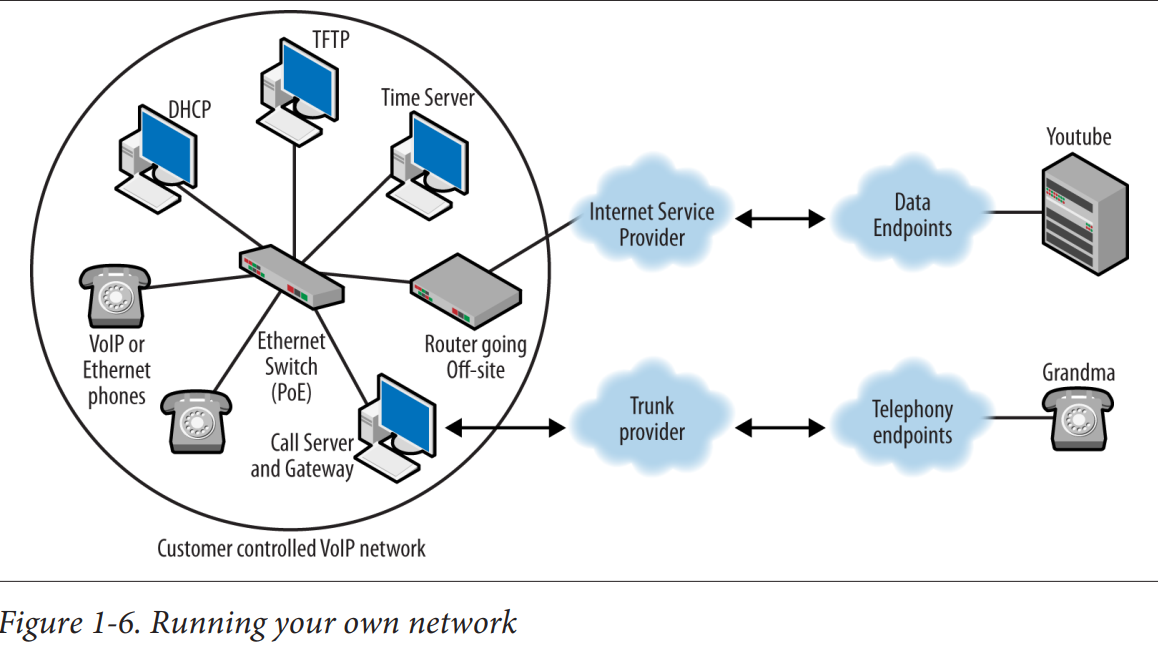 TFTP
DHCP
Time Server
VoIP or
Ethernet
phones
Ethernet
Switch
(PoE)
Router going
Off-site
Call Server
and Gateway
Customer controlled VoIP network
Internet Service
Provider
Data
Endpoints
Youtube
Trunk
provider
Telephony
endpoints
Grandma
Figure 1-6. Running your own network